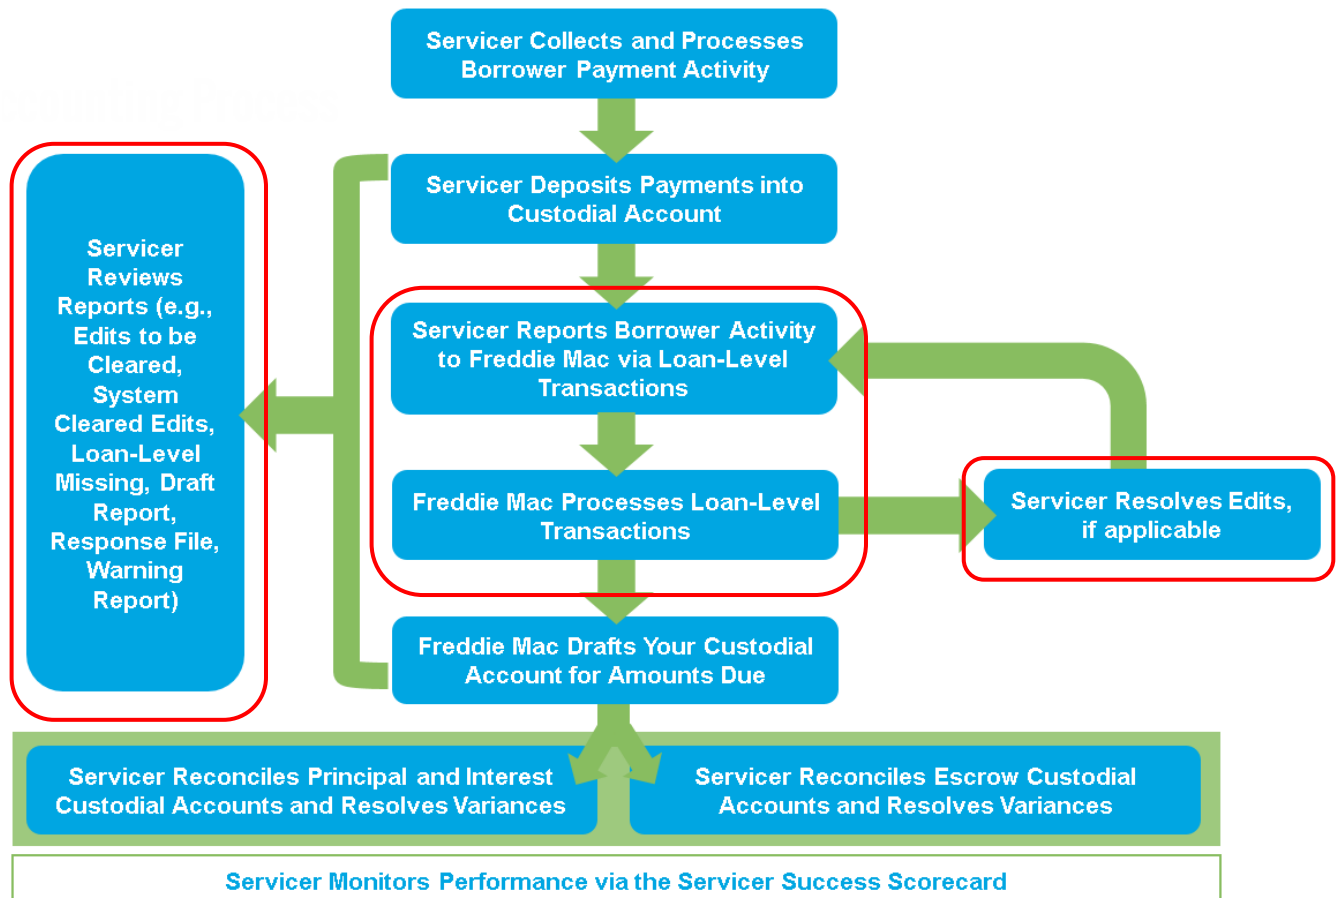 Servicer Collects and Processes
Borrower Payment Activity
Servicer Deposits Payments into
Custodial Account
Servicer
Reviews
Reports (e.g.,
Edits to be
Cleared,
System
Cleared Edits,
Loan-Level
Missing, Draft
Report,
Response File,
Warning
Report)
Servicer Reports Borrower Activity
to Freddie Mac via Loan-Level
Transactions
Freddie Mac Processes Loan-Level
Transactions
Servicer Resolves Edits,
if applicable
Freddie Mac Drafts Your Custodial
Account for Amounts Due
Servicer Reconciles Principal and Interest
Custodial Accounts and Resolves Variances
Servicer Reconciles Escrow Custodial
Accounts and Resolves Variances
Servicer Monitors Performance via the Servicer Success Scorecard